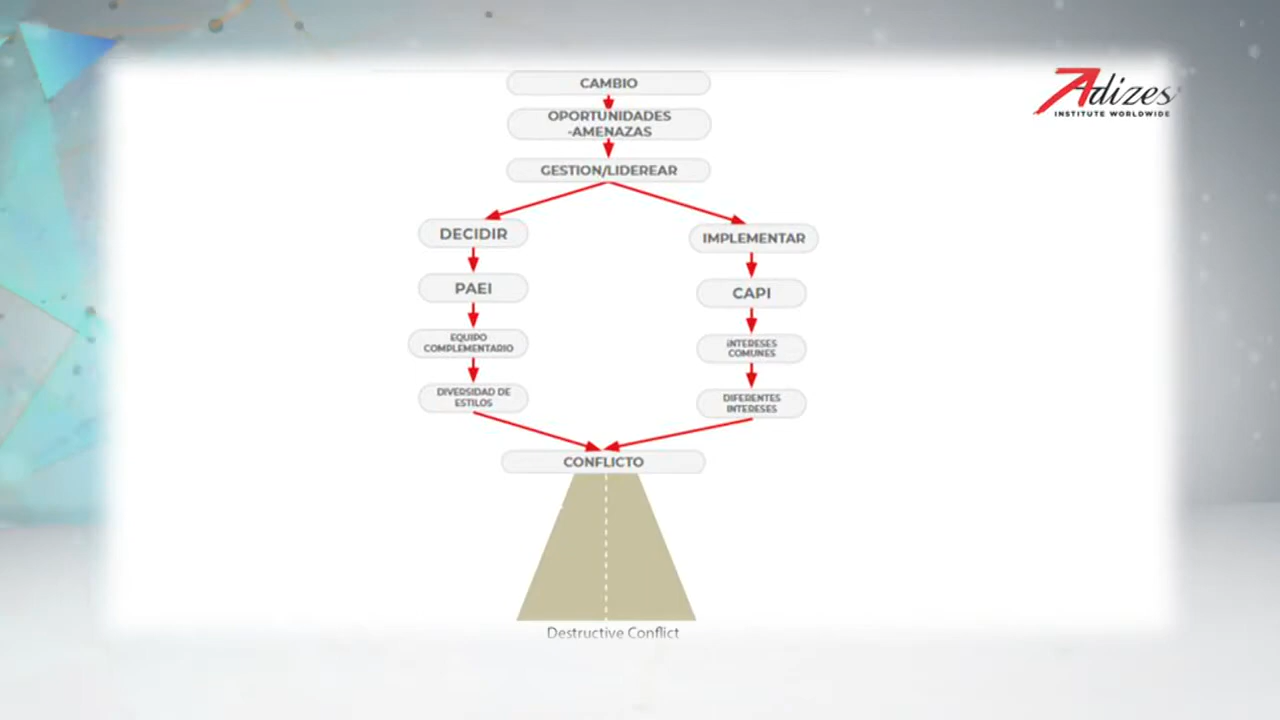 Adizes
INSTITUTE WORLDWIDE
CAMBIO
OPORTUNIDADES
-AMENAZAS
GESTION/LIDEREAR
DECIDIR
IMPLEMENTAR
PAEI
CAPI
EQUIPO
COMPLEMENTARIO
INTERESES
COMUNES
DIVERSIDAD DE
ESTILOS
DIFERENTES
INTERESES
CONFLICTO
Destructive Conflict